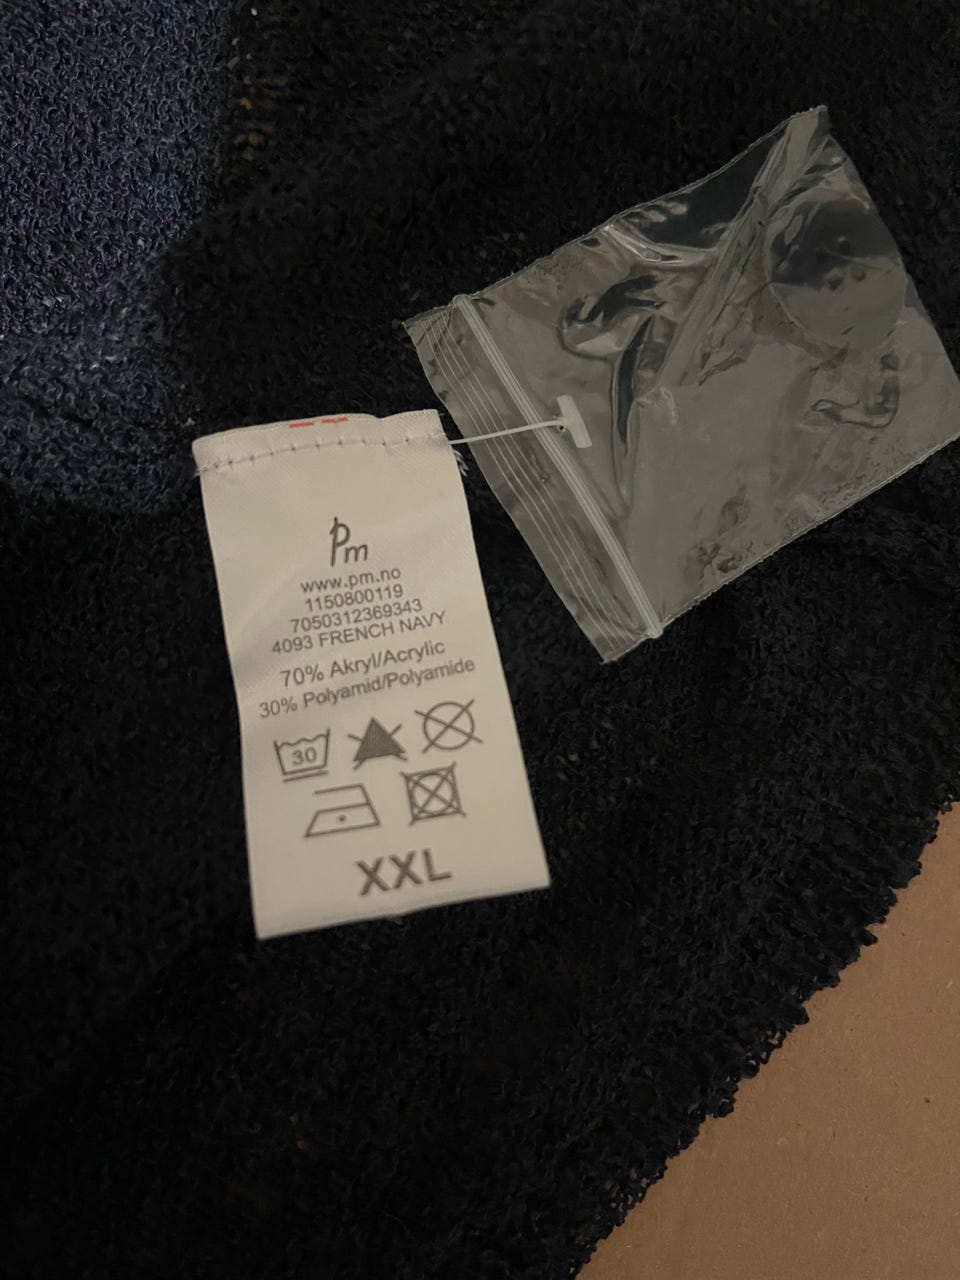 Pm
www.pm.no
1150800119
7050312369343
4093 FRENCH NAVY
70% Akryl/Acrylic
30% Polyamid/Polyamide
30
XXL